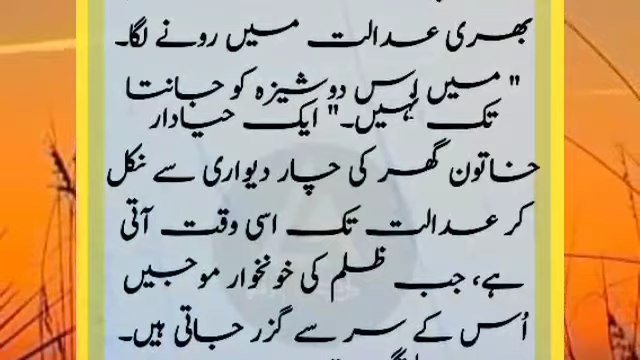 بھری عدالت میں رونے لگا۔
"میں اِس دوشیزہ کو جانتا
تک نہیں۔" ایک حیادار
خاتون گھر کی چار دیواری سے نکل
کر عدالت تک اسی وقت آتی
ہے، جب ظلم کی خونخوار موجیں
اُس کے سر سے گزر جاتی ہیں۔